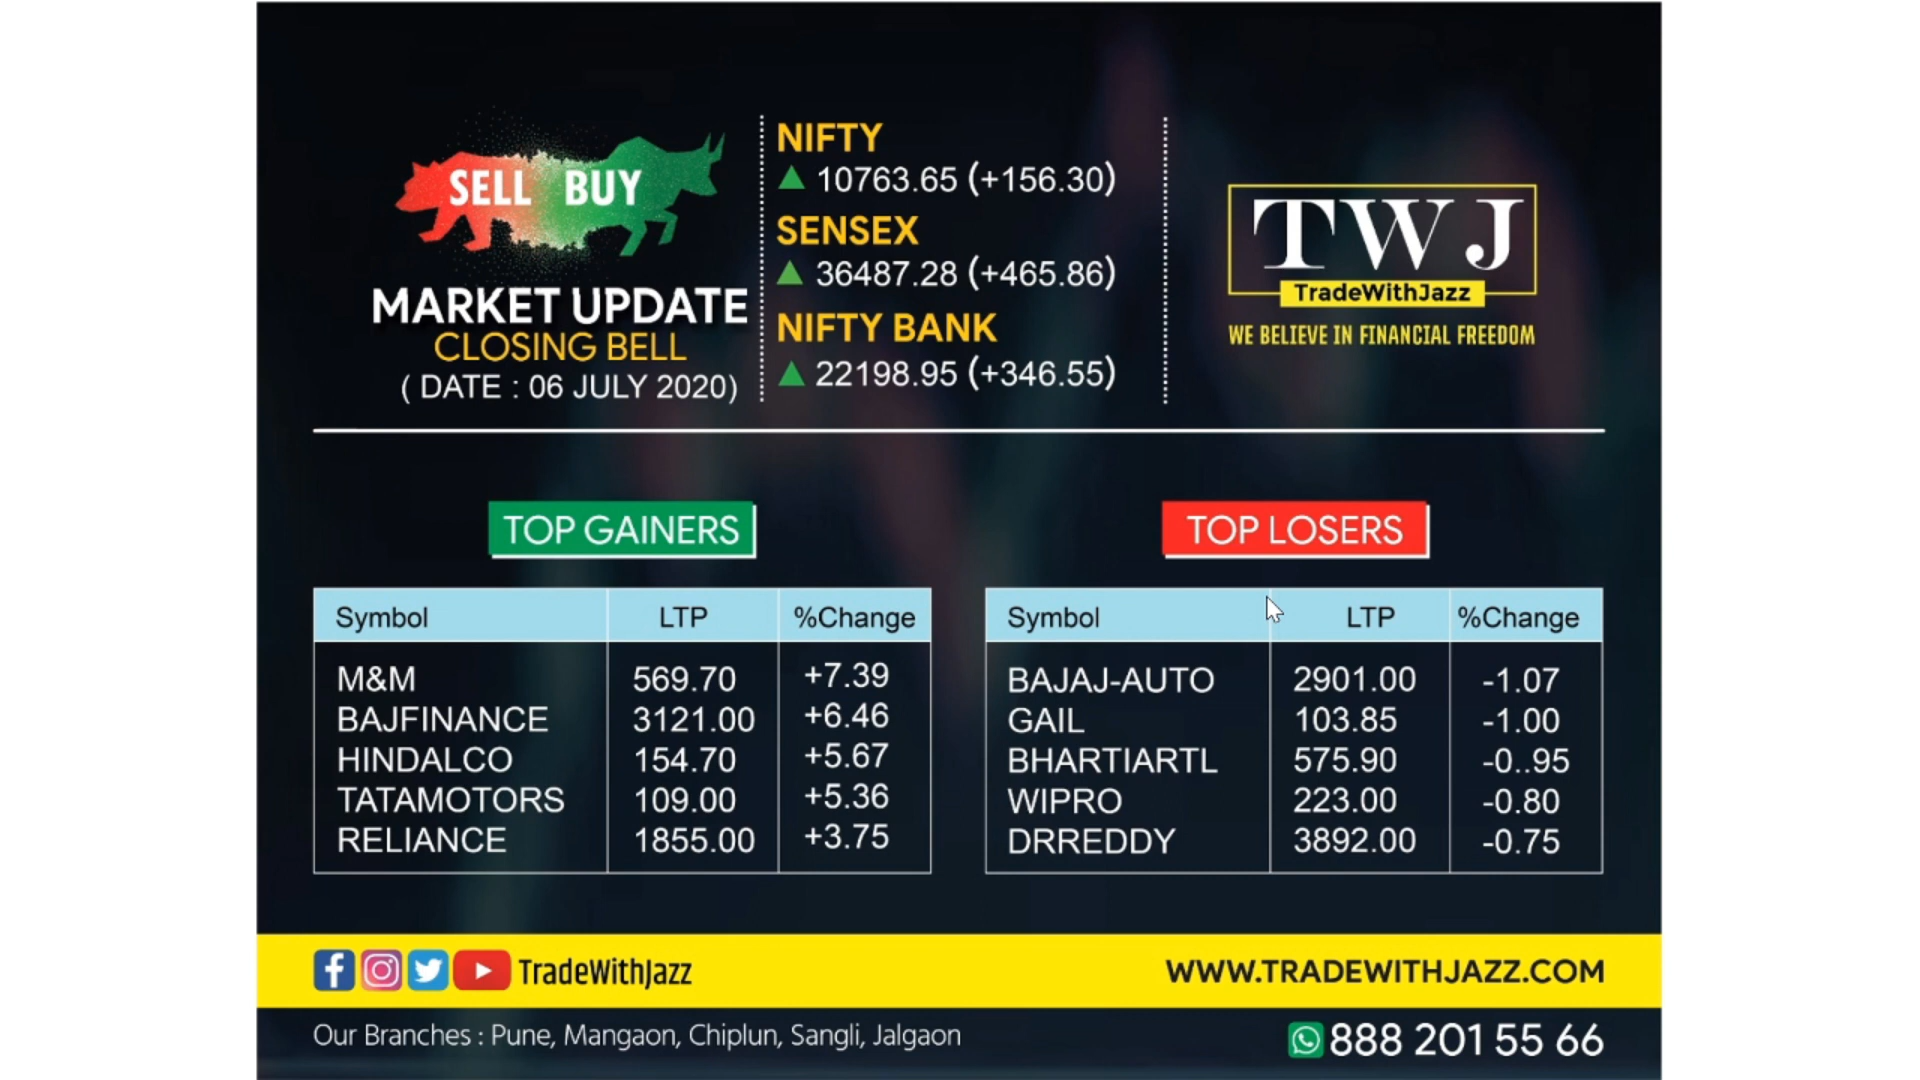 SELL BUY
MARKET UPDATE
CLOSING BELL
( DATE : 06 JULY 2020)
NIFTY
▲ 10763.65 (+156.30)
SENSEX
▲ 36487.28 (+465.86)
NIFTY BANK
▲ 22198.95 (+346.55)
TWJ
TradeWithJazz
WE BELIEVE IN FINANCIAL FREEDOM
TOP GAINERS
Symbol LTP %Change
M&M 569.70 +7.39
BAJFINANCE 3121.00 +6.46
HINDALCO 154.70 +5.67
TATAMOTORS 109.00 +5.36
RELIANCE 1855.00 +3.75
TOP LOSERS
Symbol LTP %Change
BAJAJ-AUTO 2901.00 -1.07
GAIL 103.85 -1.00
BHARTIARTL 575.90 -0..95
WIPRO 223.00 -0.80
DRREDDY 3892.00 -0.75
TradeWithJazz
WWW.TRADEWITHJAZZ.COM
Our Branches : Pune, Mangaon, Chiplun, Sangli, Jalgaon
888 201 55 66